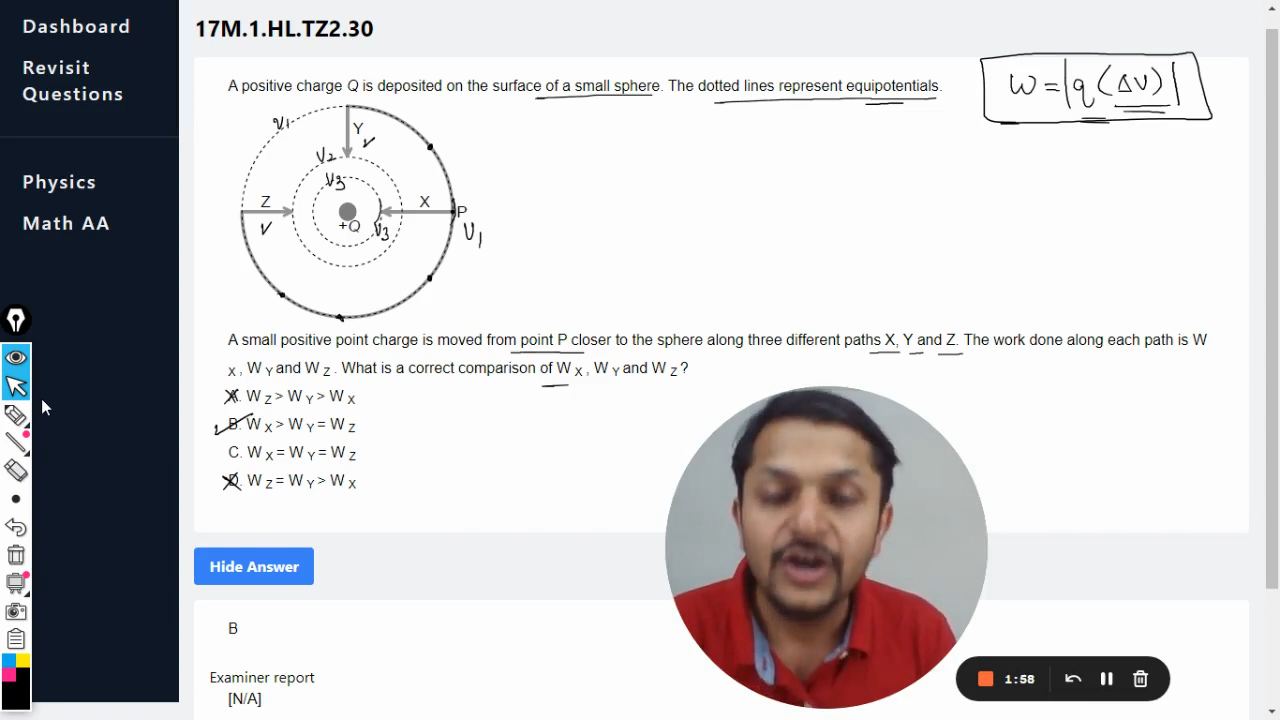 Dashboard
Revisit
Questions
Physics
Math AA
17M.1.HL.TZ2.30
A positive charge Q is deposited on the surface of a small sphere. The dotted lines represent equipotentials.
W = |q (ΔV)|
V1
Y
V2
V3
Z
X
P
+Q
V3
V1
A small positive point charge is moved from point P closer to the sphere along three different paths X, Y and Z. The work done along each path is W
X , W Y and W Z . What is a correct comparison of W X , W Y and W Z ?
A. W Z > W Y > W X
B. W X > W Y = W Z
C. W X = W Y = W Z
D. W Z = W Y > W X
Hide Answer
B
Examiner report
[N/A]
1:58